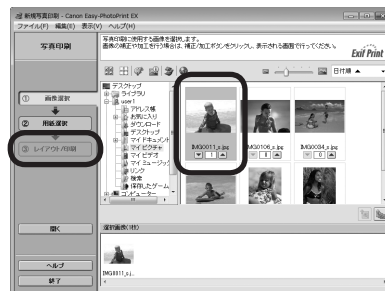 新規写真印刷 - Canon Easy-PhotoPrint EX
ファイル(F) 編集(E) 表示(V) ヘルプ(H)
写真印刷
写真印刷に使用する画像を選択します。
画像の補正や加工を行う場合は、補正/加工ボタンをクリックし、表示される画面で行ってください。
Exif Print
日付順 ▲
① 画像選択
② 用紙選択
③ レイアウト/印刷
開く
ヘルプ
終了
デスクトップ
ライブラリ
user1
アドレス帳
お気に入り
ダウンロード
デスクトップ
マイ ドキュメント
マイ ピクチャ
マイ ビデオ
マイ ミュージック
リンク
検索
保存したゲーム
コンピューター
IMG0011_s.jpg
IMG0106_s.jpg
IMG0034_s.jpg
0
0
選択画像(1枚)
IMG0011_s.j..